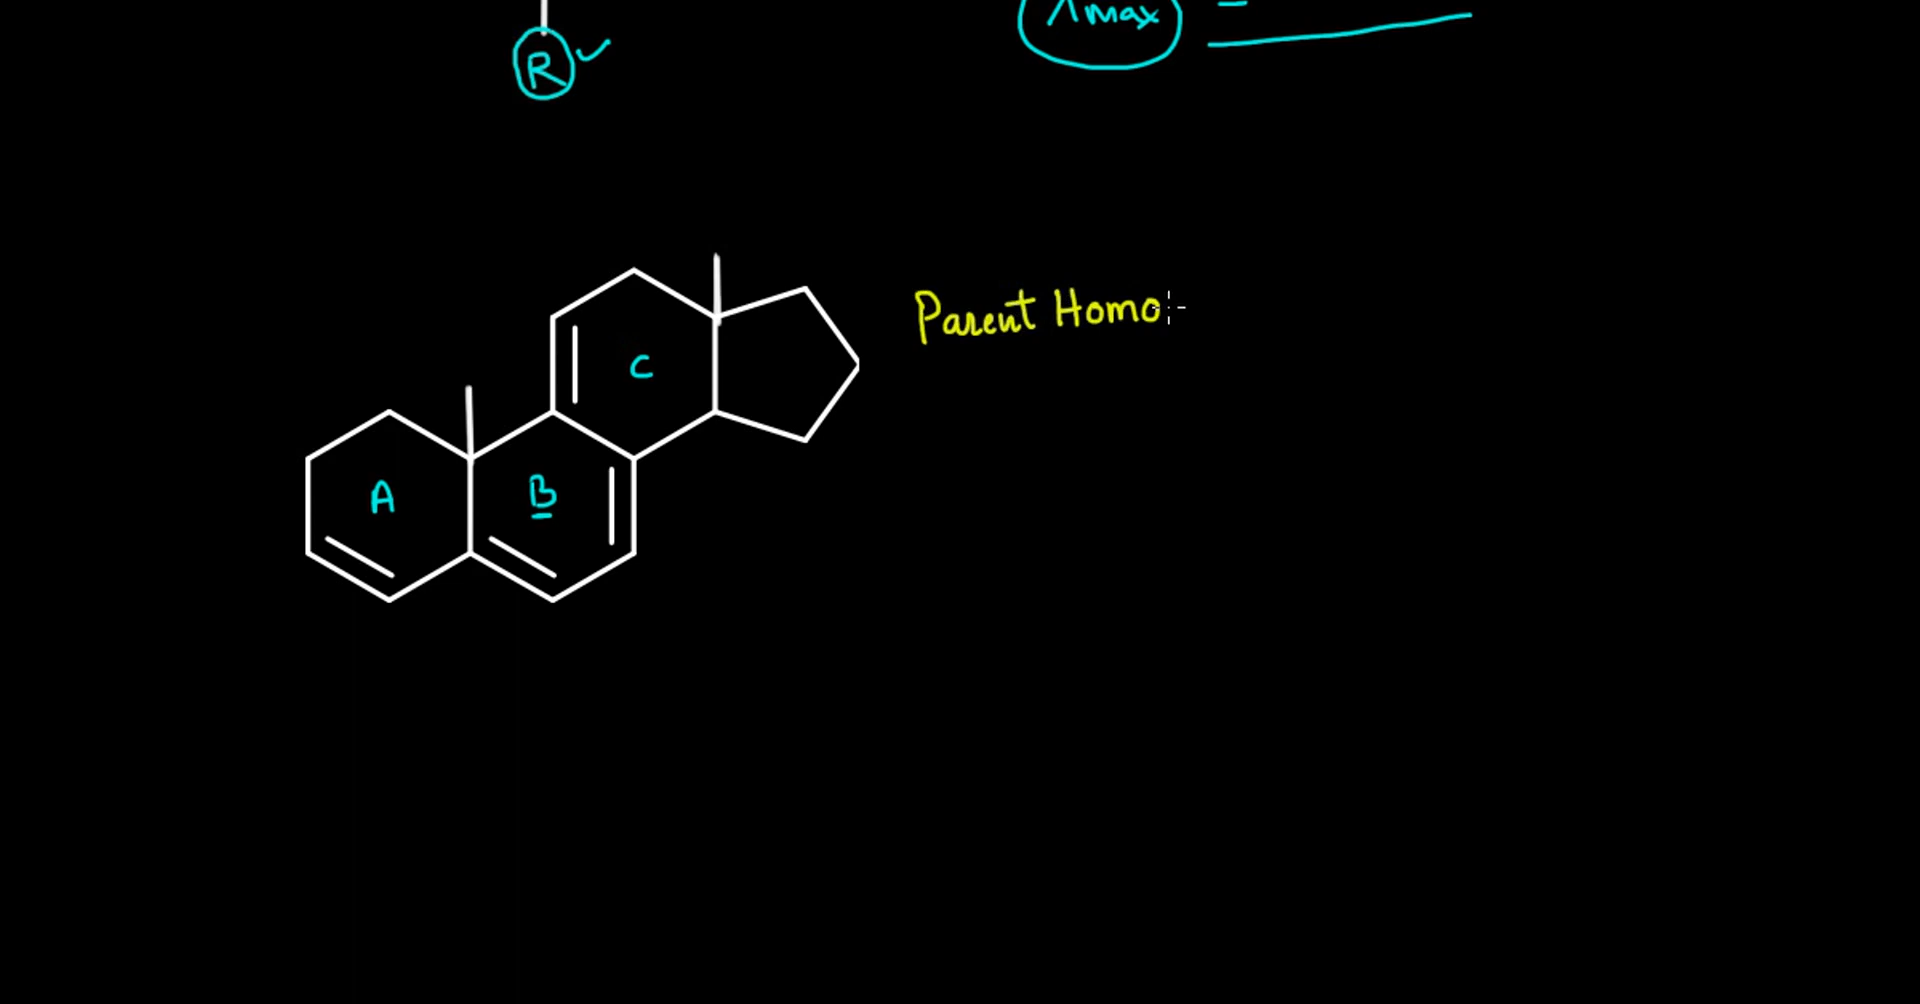 R
λmax =
Parent Homo
C
A
B